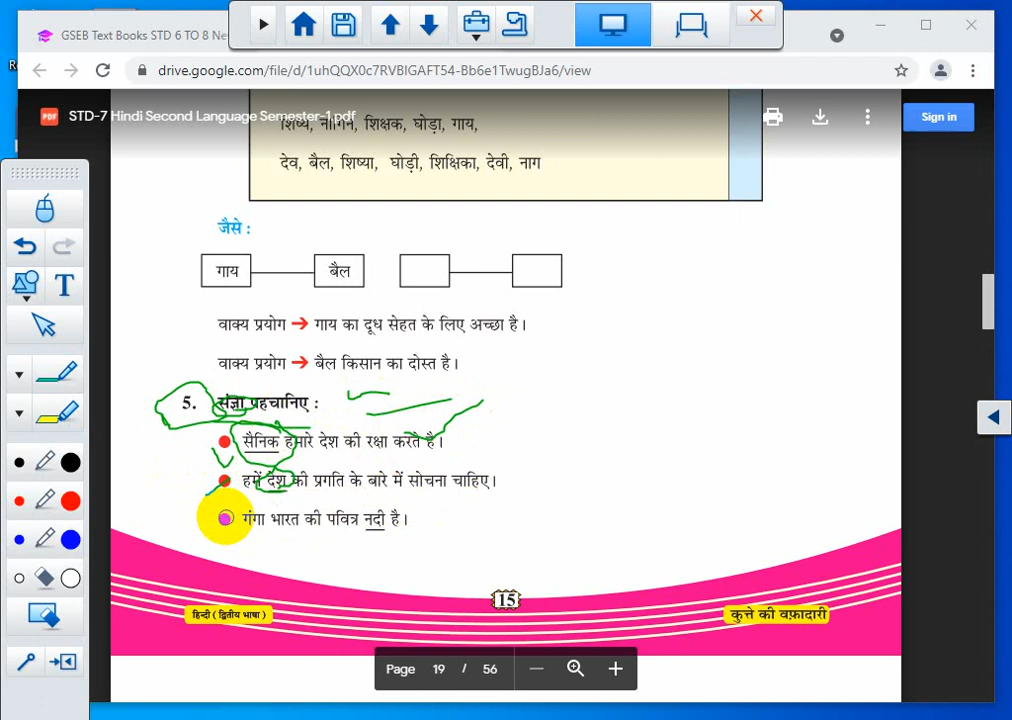 GSEB Text Books STD 6 TO 8 Ne
drive.google.com/file/d/1uhQQX0c7RVBlGAFT54-Bb6e1TwugBJa6/view
STD-7 Hindi Second Language Semester-1.pdf
Sign in
शिष्य, नागिन, शिक्षक, घोड़ा, गाय,
देव, बैल, शिष्या, घोड़ी, शिक्षिका, देवी, नाग
जैसे :
गाय बैल
वाक्य प्रयोग ➔ गाय का दूध सेहत के लिए अच्छा है।
वाक्य प्रयोग ➔ बैल किसान का दोस्त है।
5. संज्ञा पहचानिए :
सैनिक हमारे देश की रक्षा करते है।
हमें देश की प्रगति के बारे में सोचना चाहिए।
गंगा भारत की पवित्र नदी है।
15
हिन्दी ( द्वितीय भाषा )
कुत्ते की वफ़ादारी
Page 19 / 56
T